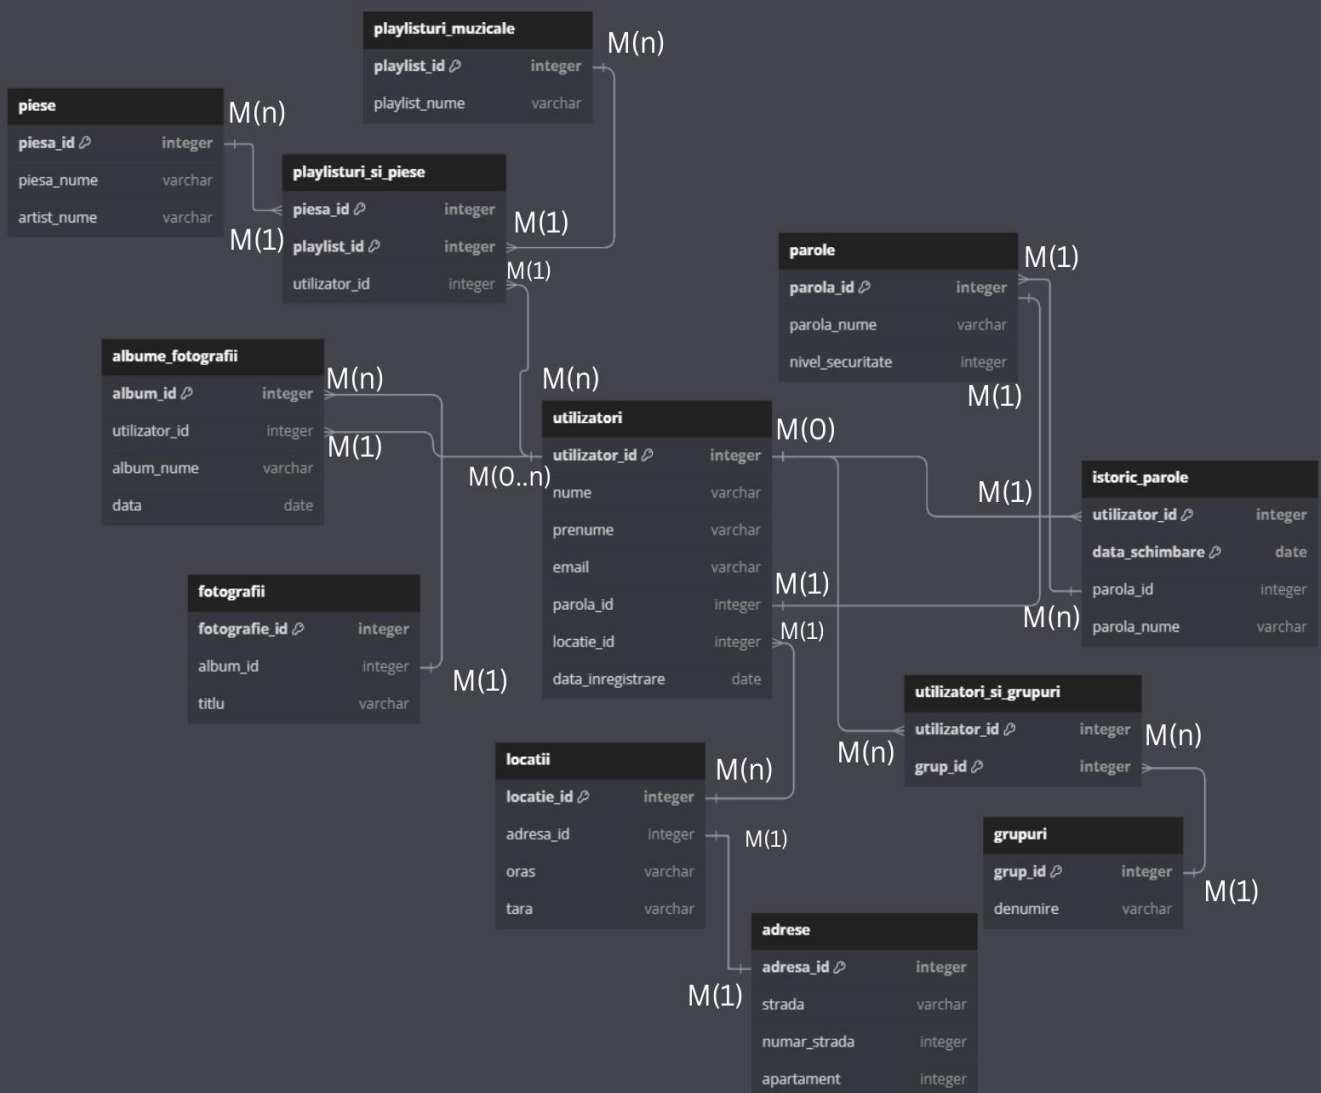 playlisturi_muzicale
playlist_id integer
playlist_nume varchar
M(n)
piese
piesa_id integer
piesa_nume varchar
artist_nume varchar
M(n)
playlisturi_si_piese
piesa_id integer
playlist_id integer
utilizator_id integer
M(1)
M(1)
M(1)
parole
parola_id integer
parola_nume varchar
nivel_securitate integer
M(1)
M(1)
albume_fotografii
album_id integer
utilizator_id integer
album_nume varchar
data date
M(n)
M(1)
M(n)
utilizatori
utilizator_id integer
nume varchar
prenume varchar
email varchar
parola_id integer
locatie_id integer
data_inregistrare date
M(0)
M(0..n)
M(1)
M(1)
istoric_parole
utilizator_id integer
data_schimbare date
parola_id integer
parola_nume varchar
M(1)
M(n)
fotografii
fotografie_id integer
album_id integer
titlu varchar
M(1)
utilizatori_si_grupuri
utilizator_id integer
grup_id integer
M(n)
M(n)
locatii
locatie_id integer
adresa_id integer
oras varchar
tara varchar
M(n)
M(1)
grupuri
grup_id integer
denumire varchar
M(1)
adrese
adresa_id integer
strada varchar
numar_strada integer
apartament integer
M(1)